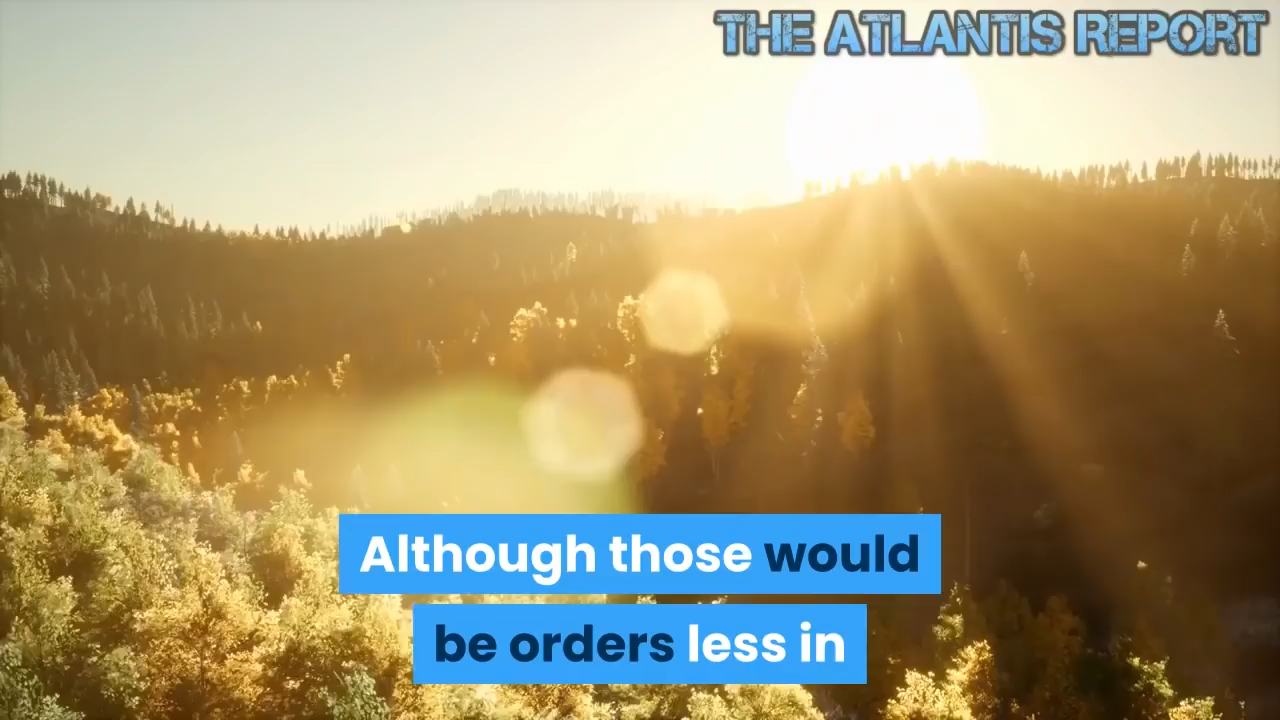 THE ATLANTIS REPORT
Although those would
be orders less in